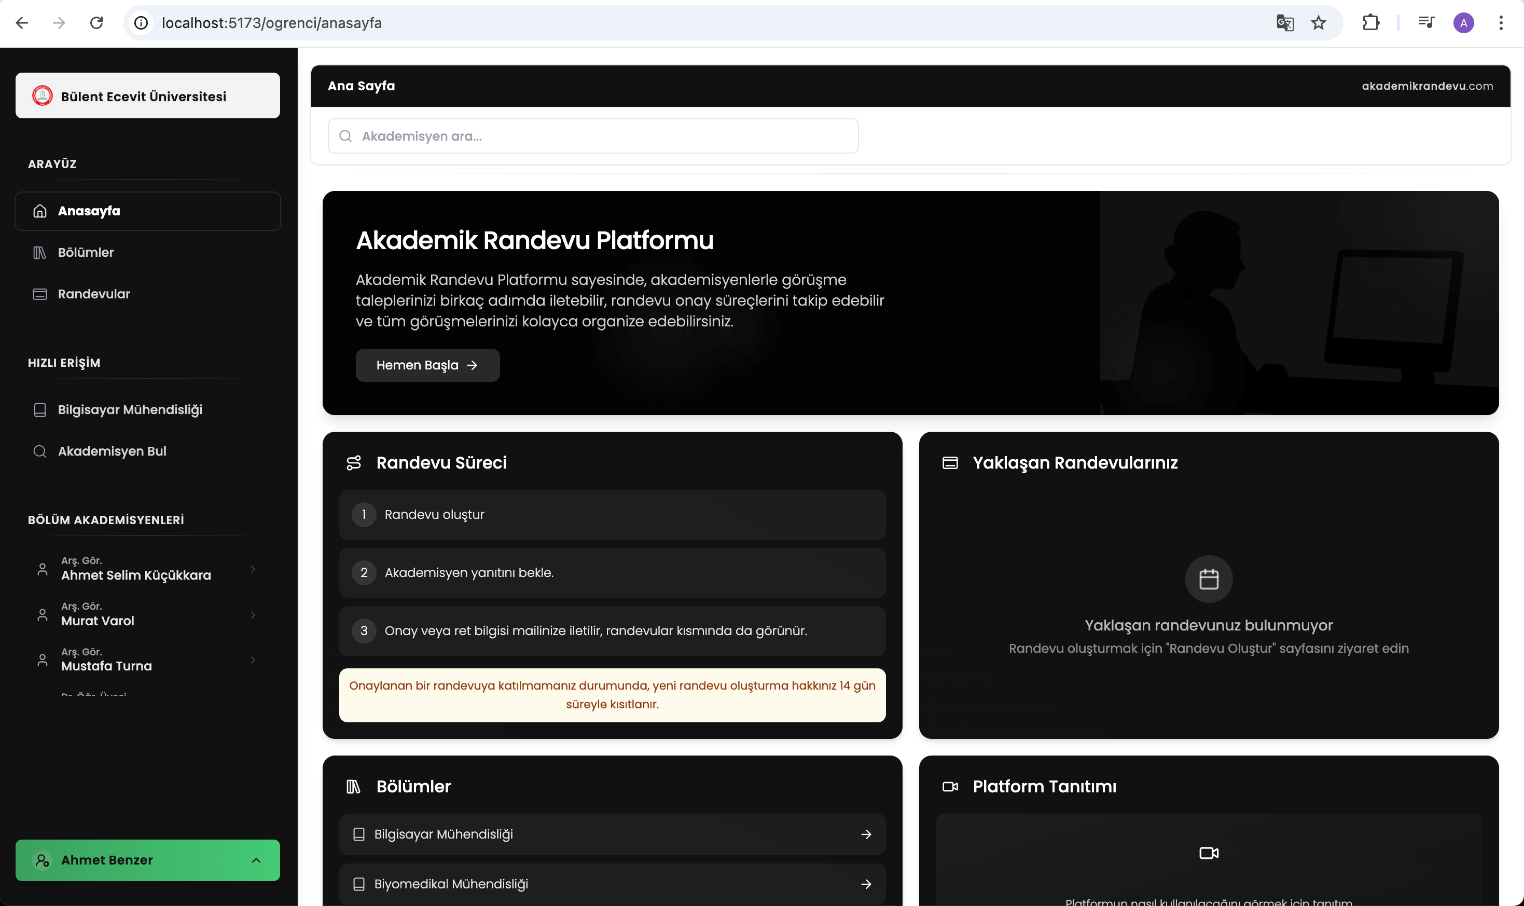 localhost:5173/ogrenci/anasayfa
A
Bülent Ecevit Üniversitesi
ARAYÜZ
Anasayfa
Bölümler
Randevular
HIZLI ERİŞİM
Bilgisayar Mühendisliği
Akademisyen Bul
BÖLÜM AKADEMİSYENLERİ
Arş. Gör.
Ahmet Selim Küçükkara
Arş. Gör.
Murat Varol
Arş. Gör.
Mustafa Turna
Ahmet Benzer
Ana Sayfa
akademikrandevu.com
Akademisyen ara...
Akademik Randevu Platformu
Akademik Randevu Platformu sayesinde, akademisyenlerle görüşme
taleplerinizi birkaç adımda iletebilir, randevu onay süreçlerini takip edebilir
ve tüm görüşmelerinizi kolayca organize edebilirsiniz.
Hemen Başla
Randevu Süreci
1 Randevu oluştur
2 Akademisyen yanıtını bekle.
3 Onay veya ret bilgisi mailinize iletilir, randevular kısmında da görünür.
Onaylanan bir randevuya katılmamanız durumunda, yeni randevu oluşturma hakkınız 14 gün
süreyle kısıtlanır.
Yaklaşan Randevularınız
Yaklaşan randevunuz bulunmuyor
Randevu oluşturmak için "Randevu Oluştur" sayfasını ziyaret edin
Bölümler
Bilgisayar Mühendisliği
Biyomedikal Mühendisliği
Platform Tanıtımı
Platformun nasıl kullanılacağını görmek için tanıtım